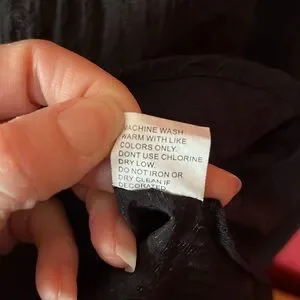 MACHINE WASH
WARM WITH LIKE
COLORS ONLY.
DONT USE CHLORINE
DRY LOW.
DO NOT IRON OR
DRY CLEAN IF
DECORATED